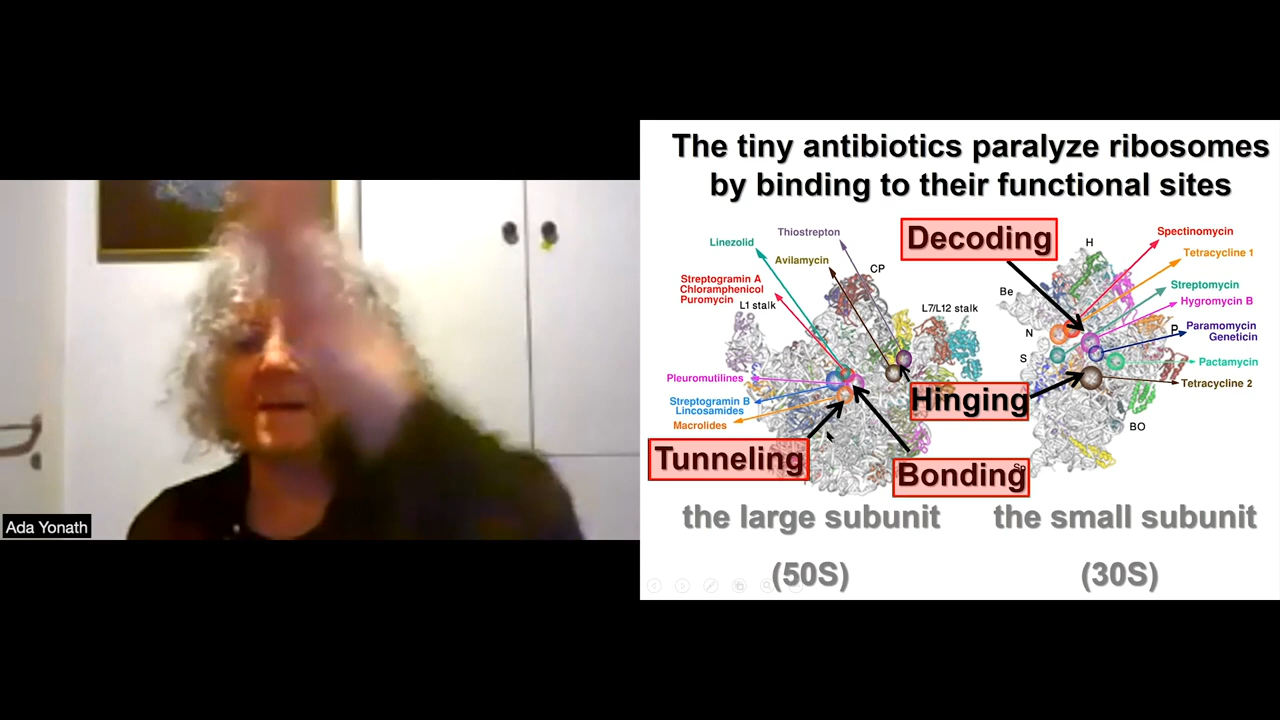 Ada Yonath
The tiny antibiotics paralyze ribosomes
by binding to their functional sites
Thiostrepton
Linezolid
Avilamycin
CP
Streptogramin A
Chloramphenicol
Puromycin
L1 stalk
L7/L12 stalk
Pleuromutilines
Streptogramin B
Lincosamides
Macrolides
Tunneling
Bonding
Hinging
Decoding
H
Spectinomycin
Tetracycline 1
Be
Streptomycin
Hygromycin B
N
P
Paramomycin
Geneticin
S
Pactamycin
Tetracycline 2
BO
Sp
the large subunit
(50S)
the small subunit
(30S)